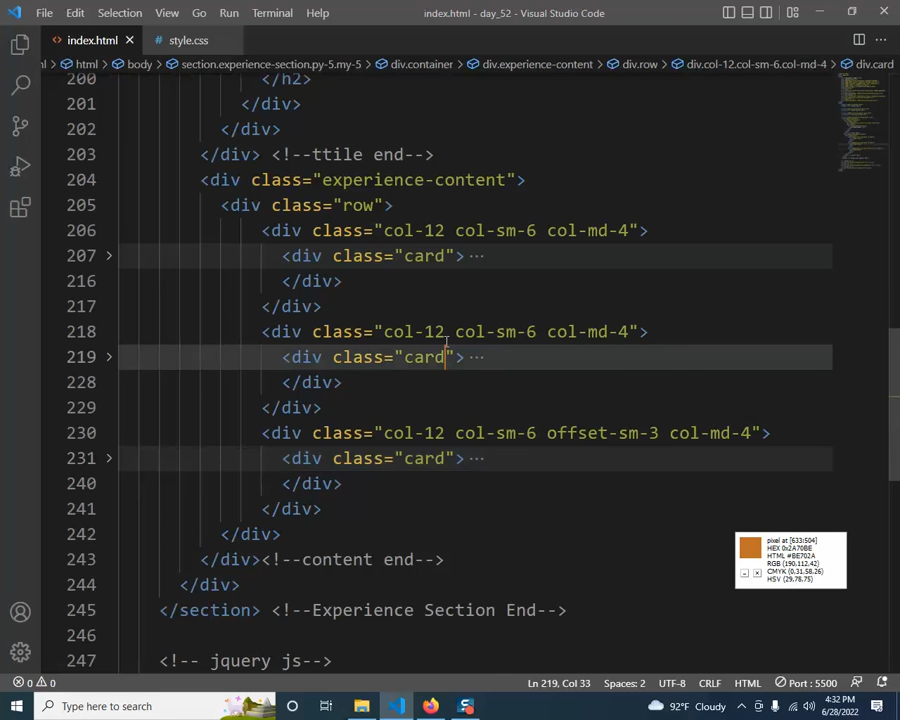 File Edit Selection View Go Run Terminal Help index.html - day_52 - Visual Studio Code
<> index.html × # style.css
ml > html > body > section.experience-section.py-5.my-5 > div.container > div.experience-content > div.row > div.col-12.col-sm-6.col-md-4 > div.card
200 </h2>
201 </div>
202 </div>
203 </div> <!--ttile end-->
204 <div class="experience-content">
205 <div class="row">
206 <div class="col-12 col-sm-6 col-md-4">
207 > <div class="card"> ···
216 </div>
217 </div>
218 <div class="col-12 col-sm-6 col-md-4">
219 > <div class="card"> ···
228 </div>
229 </div>
230 <div class="col-12 col-sm-6 offset-sm-3 col-md-4">
231 > <div class="card"> ···
240 </div>
241 </div>
242 </div>
243 </div><!--content end-->
244 </div>
245 </section> <!--Experience Section End-->
246
247 <!-- jquery js-->
pixel at [633:504]
HEX 0x2A70BE
HTML #BE702A
RGB (190,112,42)
CMYK (0.31,58.26)
HSV (29.78.75)
0 0 Ln 219, Col 33 Spaces: 2 UTF-8 CRLF HTML Port : 5500
Type here to search 92°F Cloudy 4:32 PM
6/28/2022